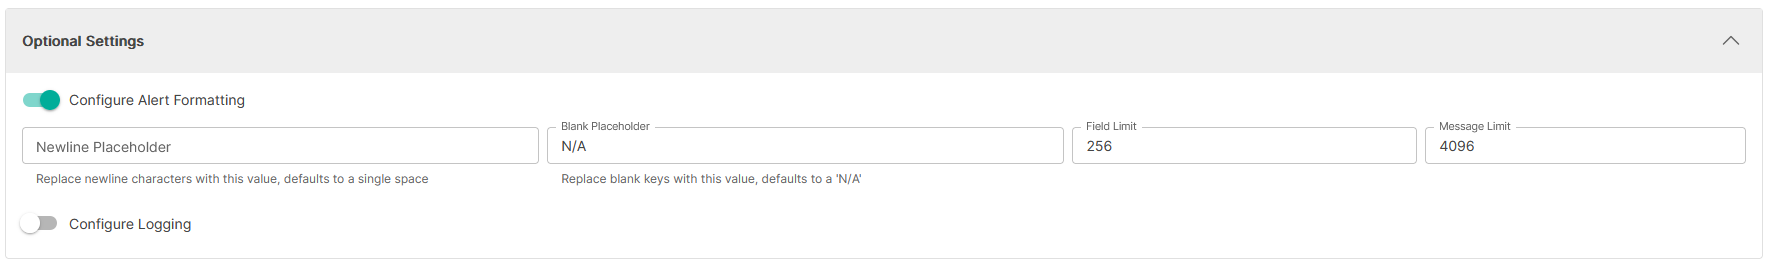 Optional Settings
Configure Alert Formatting
Newline Placeholder
Replace newline characters with this value, defaults to a single space
Blank Placeholder
N/A
Replace blank keys with this value, defaults to a 'N/A'
Field Limit
256
Message Limit
4096
Configure Logging